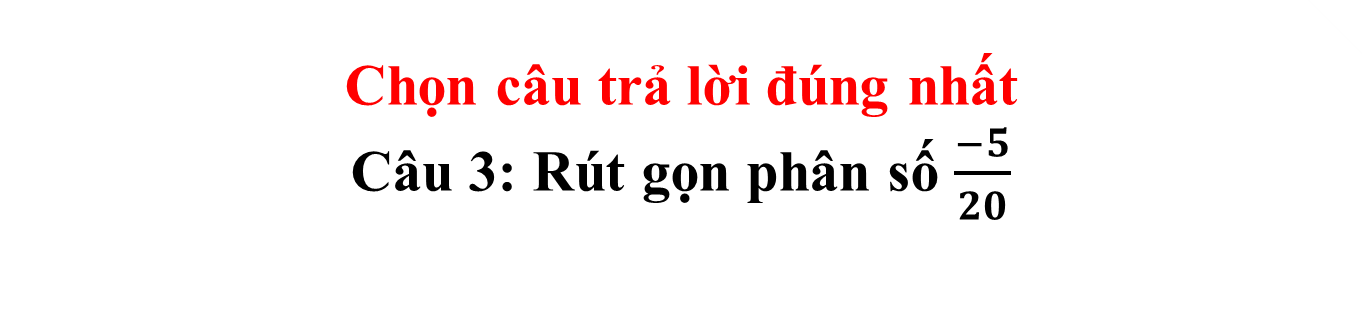 Chọn câu trả lời đúng nhất
Câu 3: Rút gọn phân số −5/20